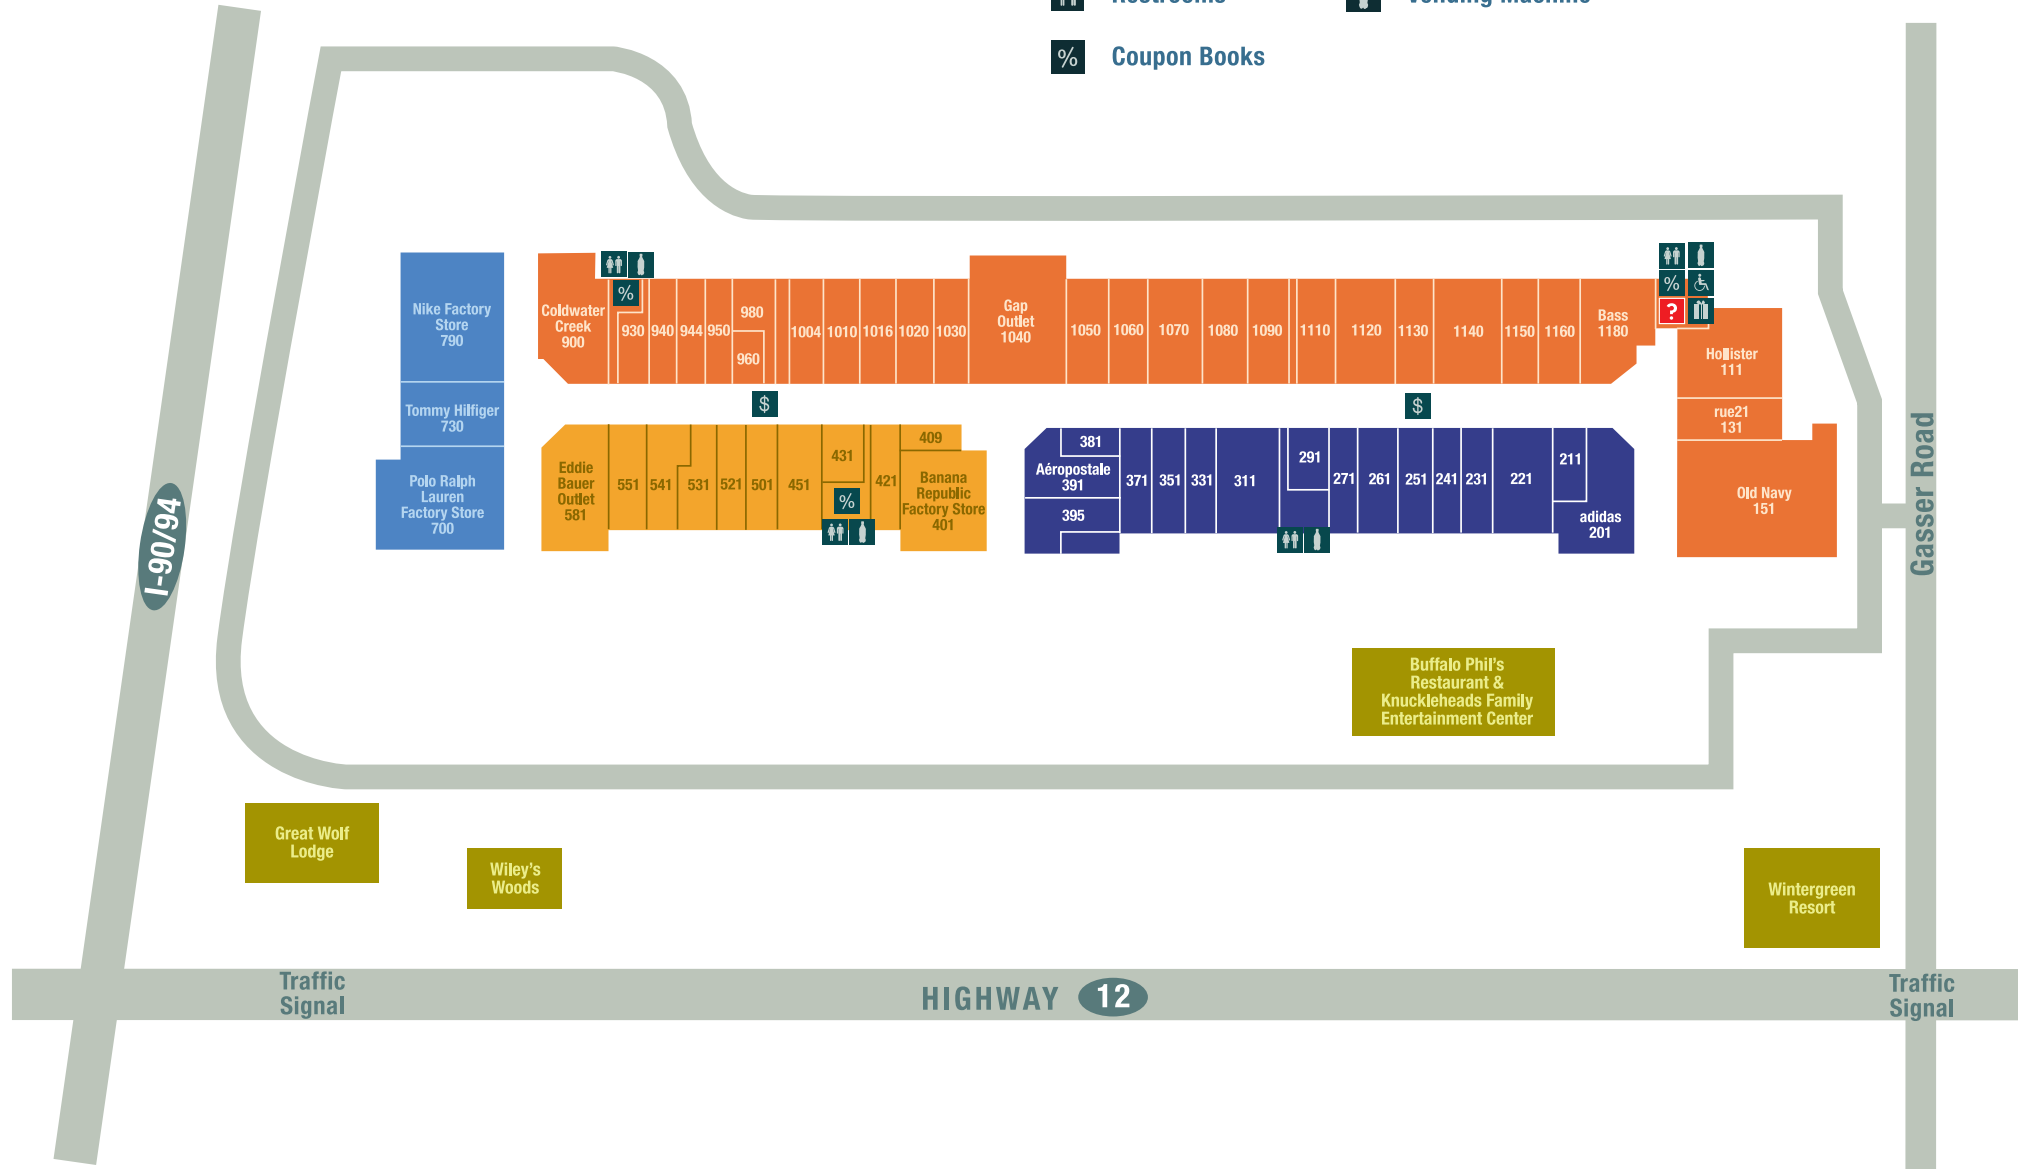 Restrooms
Vending Machine
%
Coupon Books
I-90/94
Gasser Road
Nike Factory
Store
790
Tommy Hilfiger
730
Polo Ralph
Lauren
Factory Store
700
%
Coldwater
Creek
900
930
940
944
950
980
960
1004
1010
1016
1020
1030
Gap
Outlet
1040
1050
1060
1070
1080
1090
1110
1120
1130
1140
1150
1160
Bass
1180
%
?
Hollister
111
rue21
131
Old Navy
151
$
$
Eddie
Bauer
Outlet
581
551
541
531
521
501
451
431
%
421
409
Banana
Republic
Factory Store
401
381
Aéropostale
391
395
371
351
331
311
291
271
261
251
241
231
221
211
adidas
201
Buffalo Phil's
Restaurant &
Knuckleheads Family
Entertainment Center
Great Wolf
Lodge
Wiley's
Woods
Wintergreen
Resort
Traffic
Signal
HIGHWAY 12
Traffic
Signal